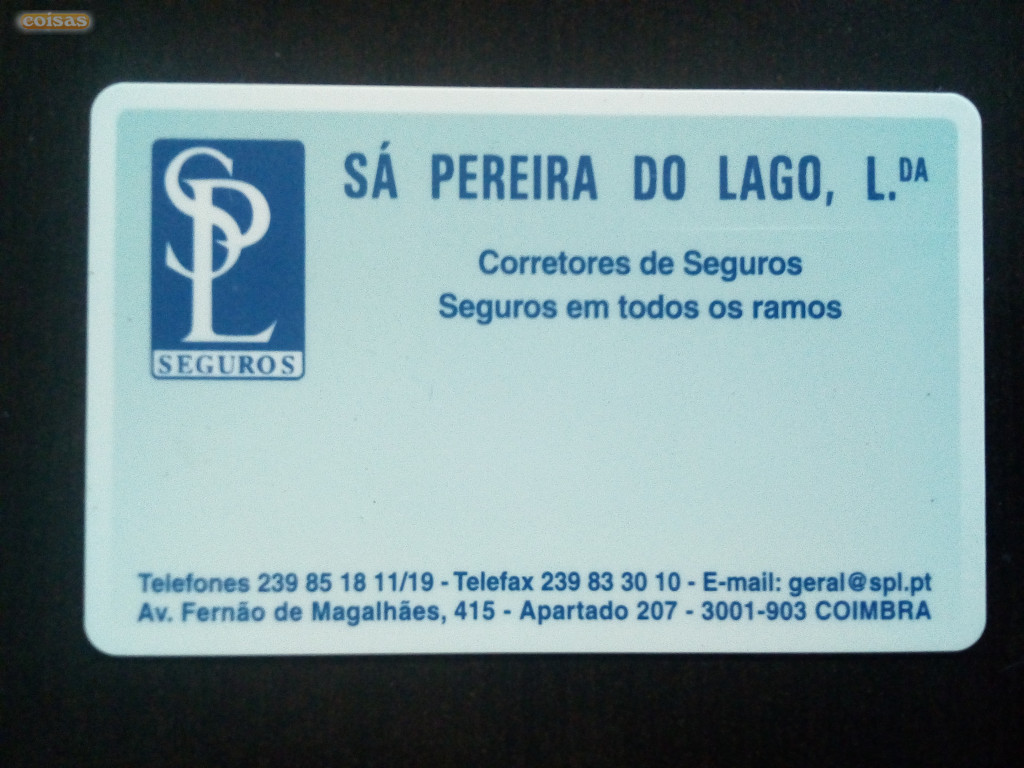 coisas
SPL
SEGUROS
SÁ PEREIRA DO LAGO, L.DA
Corretores de Seguros
Seguros em todos os ramos
Telefones 239 85 18 11/19 - Telefax 239 83 30 10 - E-mail: geral@spl.pt
Av. Fernão de Magalhães, 415 - Apartado 207 - 3001-903 COIMBRA